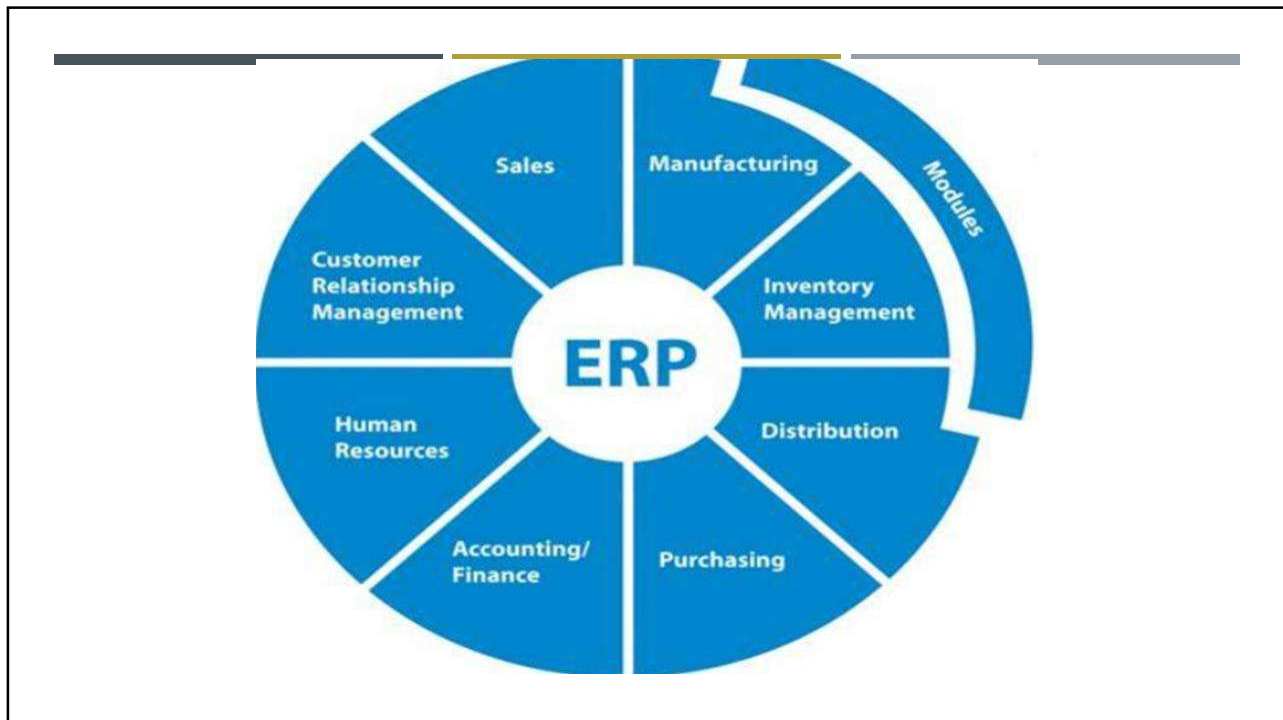 Sales
Manufacturing
Modules
Customer
Relationship
Management
Inventory
Management
ERP
Human
Resources
Distribution
Accounting/
Finance
Purchasing